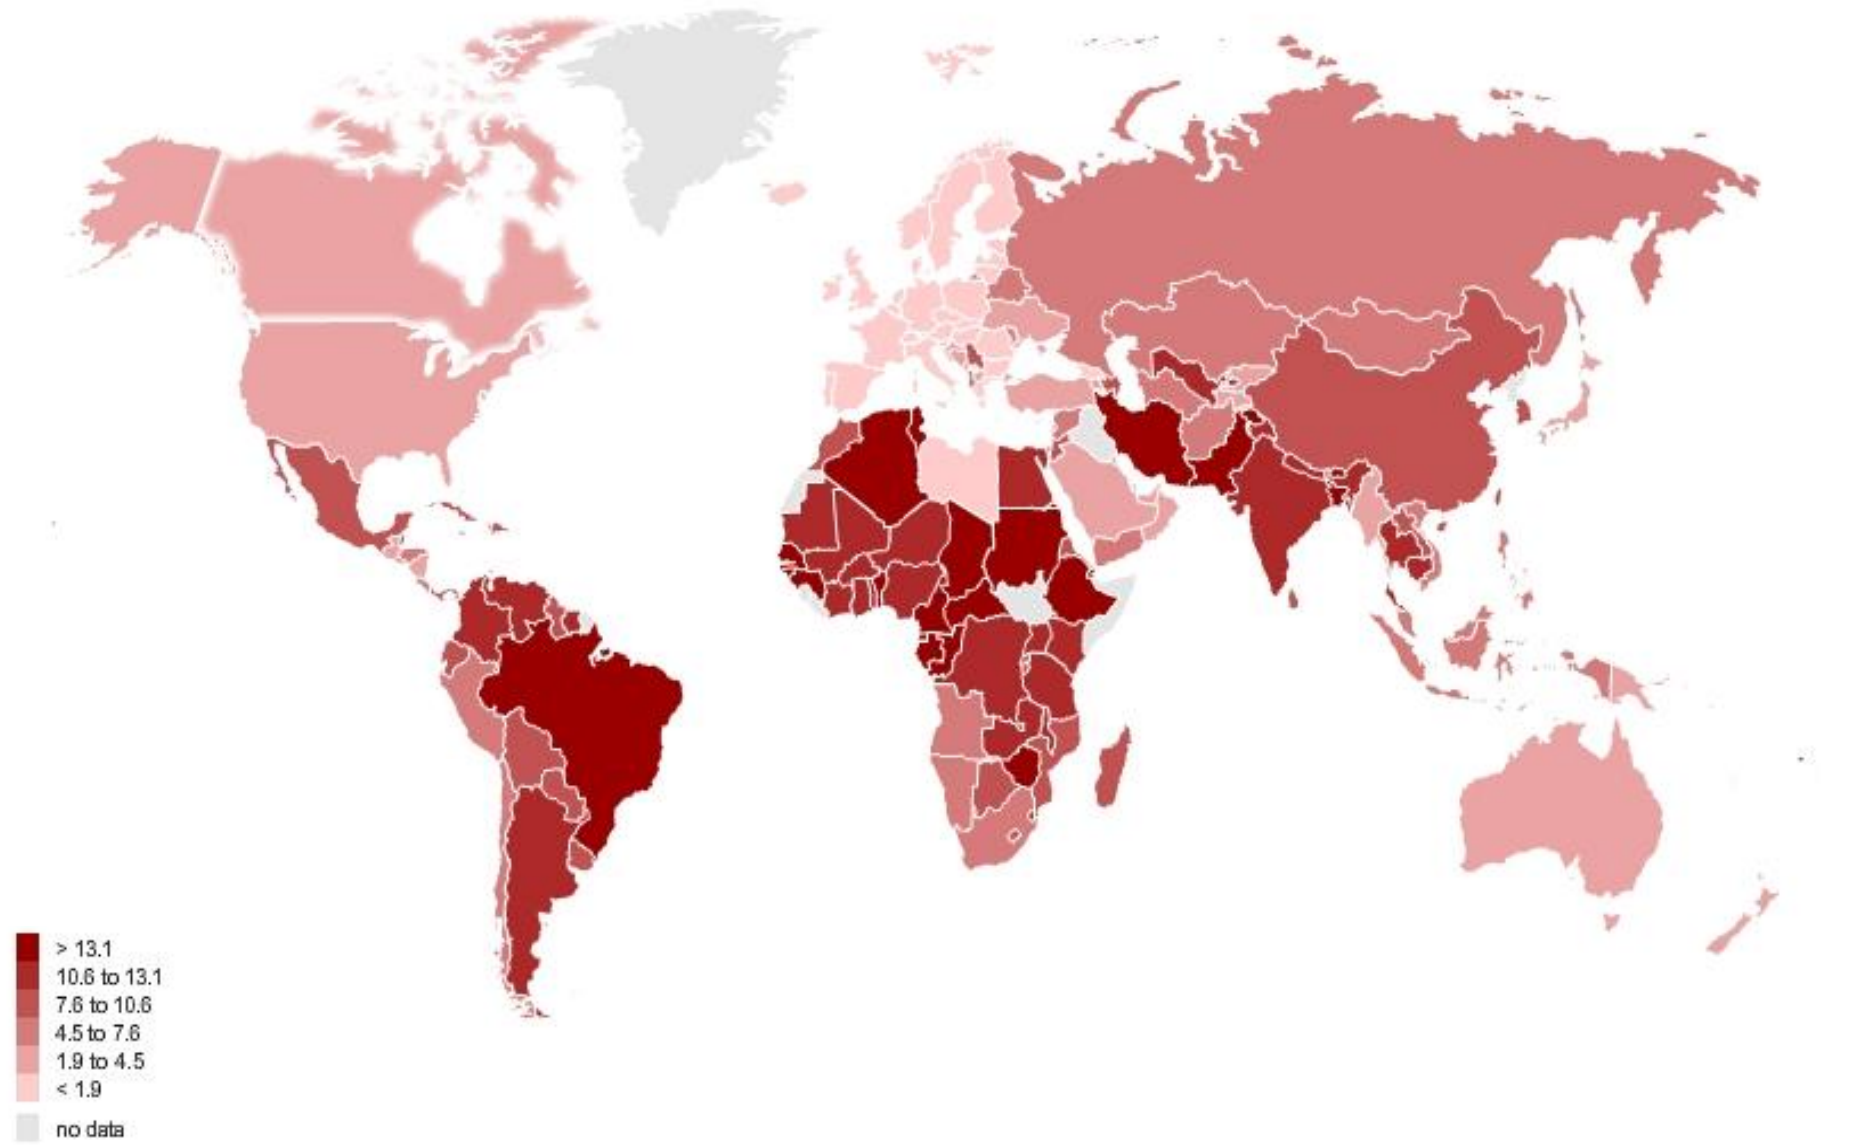 > 13.1
10.6 to 13.1
7.6 to 10.6
4.5 to 7.6
1.9 to 4.5
< 1.9
no data